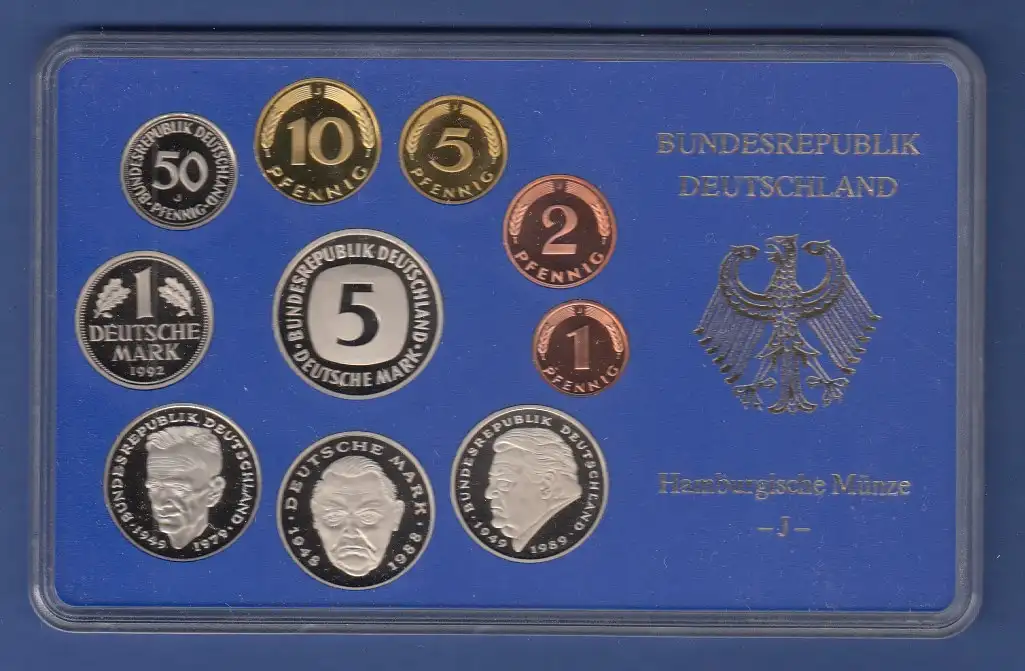 BUNDESREPUBLIK DEUTSCHLAND
50
J
PFENNIG
J
10
PFENNIG
J
5
PFENNIG
J
2
PFENNIG
1
PFENNIG
1
DEUTSCHE
MARK
1992
BUNDESREPUBLIK DEUTSCHLAND
5
DEUTSCHE MARK
BUNDESREPUBLIK DEUTSCHLAND
1949 1979
DEUTSCHE MARK
1948 1988
BUNDESREPUBLIK DEUTSCHLAND
1949 1989
BUNDESREPUBLIK
DEUTSCHLAND
Hamburgische Münze
– J –